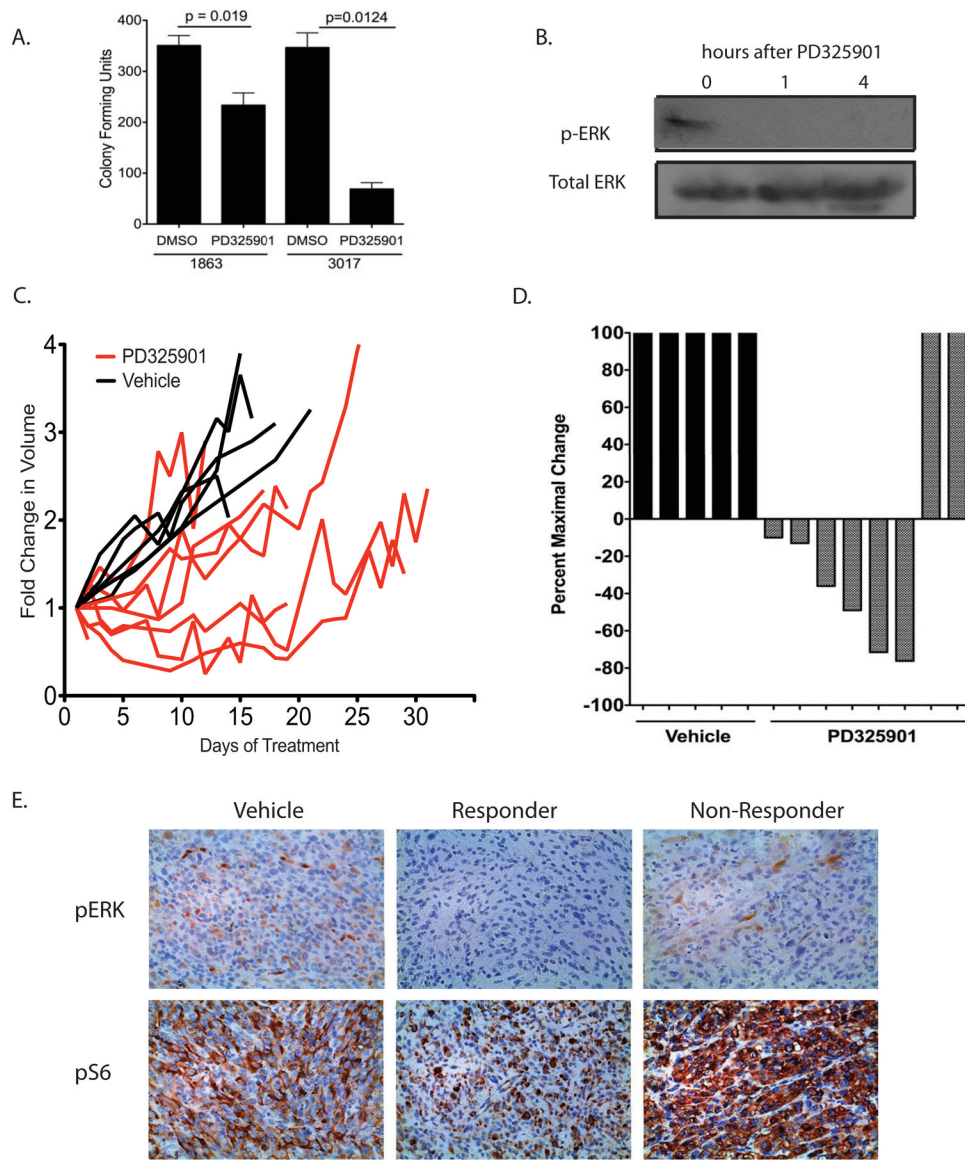 A.
p = 0.019
p=0.0124
Colony Forming Units
400
300
200
100
0
DMSO PD325901 DMSO PD325901
1863 3017
B.
hours after PD325901
0 1 4
p-ERK
Total ERK
C.
PD325901
Vehicle
Fold Change in Volume
4
3
2
1
0
0 5 10 15 20 25 30
Days of Treatment
D.
Percent Maximal Change
100
80
60
40
20
0
-20
-40
-60
-80
-100
Vehicle PD325901
E.
Vehicle Responder Non-Responder
pERK
pS6